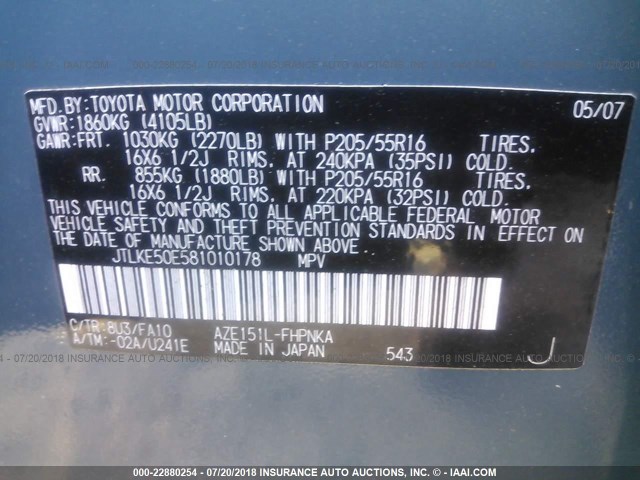 MFD.BY:TOYOTA MOTOR CORPORATION 05/07
GVWR:1860KG (4105LB)
GAWR:FRT. 1030KG (2270LB) WITH P205/55R16 TIRES,
16X6 1/2J RIMS, AT 240KPA (35PSI) COLD.
RR. 855KG (1880LB) WITH P205/55R16 TIRES,
16X6 1/2J RIMS, AT 220KPA (32PSI) COLD.
THIS VEHICLE CONFORMS TO ALL APPLICABLE FEDERAL MOTOR
VEHICLE SAFETY AND THEFT PREVENTION STANDARDS IN EFFECT ON
THE DATE OF MANUFACTURE SHOWN ABOVE
JTLKE50E581010178 MPV
C/TR:8U3/FA10 AZE151L-FHPNKA
A/TM:-02A/U241E MADE IN JAPAN 543 J
000-22880254 - 07/20/2018 INSURANCE AUTO AUCTIONS, INC. - © - IAAI.COM